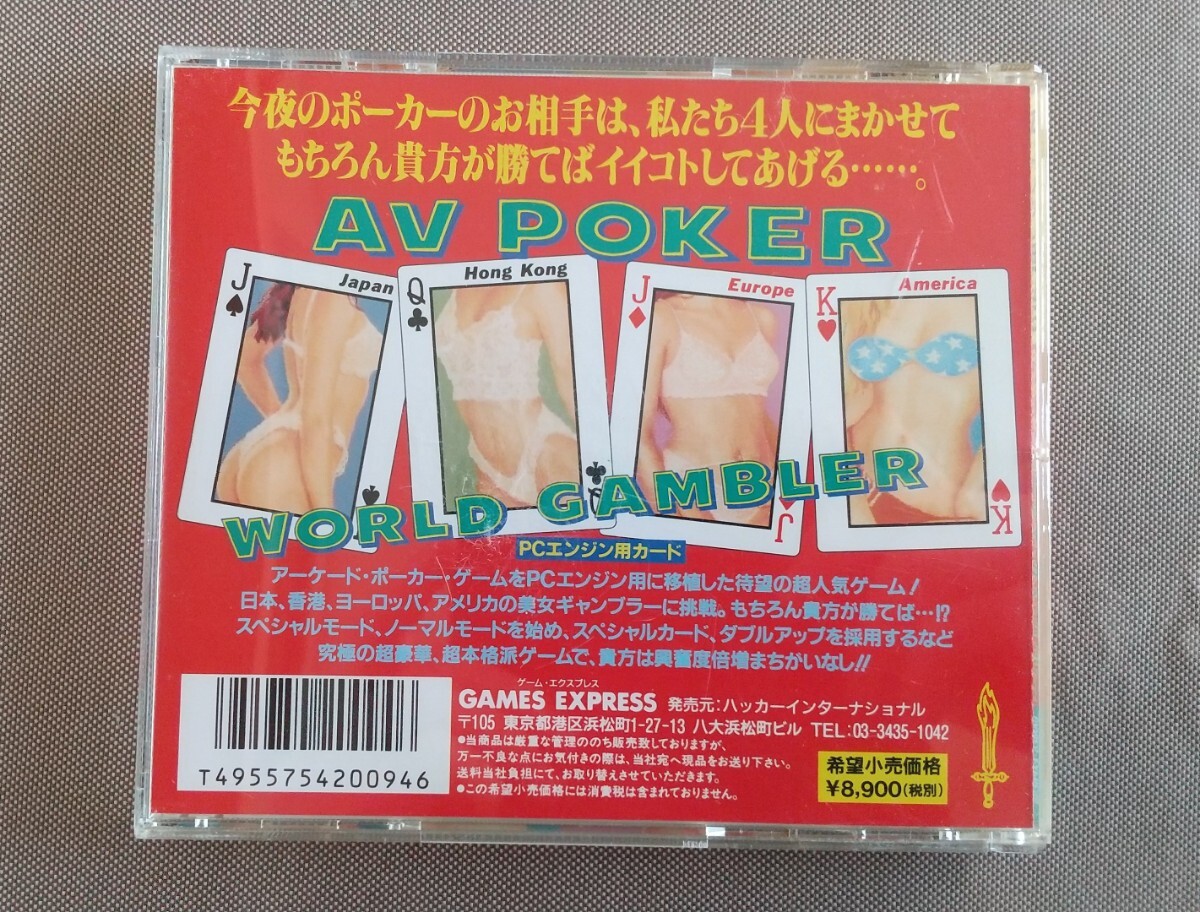 今夜のポーカーのお相手は、私たち4人にまかせて
もちろん貴方が勝てばイイコトしてあげる……。
AV POKER
J Japan
Q Hong Kong
J Europe
K America
J
K
WORLD GAMBLER
PCエンジン用カード
アーケード・ポーカー・ゲームをPCエンジン用に移植した待望の超人気ゲーム!
日本、香港、ヨーロッパ、アメリカの美女ギャンブラーに挑戦。もちろん貴方が勝てば…!?
スペシャルモード、ノーマルモードを始め、スペシャルカード、ダブルアップを採用するなど
究極の超豪華、超本格派ゲームで、貴方は興奮度倍増まちがいなし!!
ゲーム・エクスプレス
GAMES EXPRESS 発売元:ハッカーインターナショナル
〒105 東京都港区浜松町1-27-13 八大浜松町ビル TEL:03-3435-1042
●当商品は厳重な管理ののち販売致しておりますが、
万一不良な点にお気付きの際は、当社宛へ現品をお送り下さい。
送料当社負担にて、お取り替えさせていただきます。
●この希望小売価格には消費税は含まれておりません。
希望小売価格
¥8,900(税別)
T4955754200946